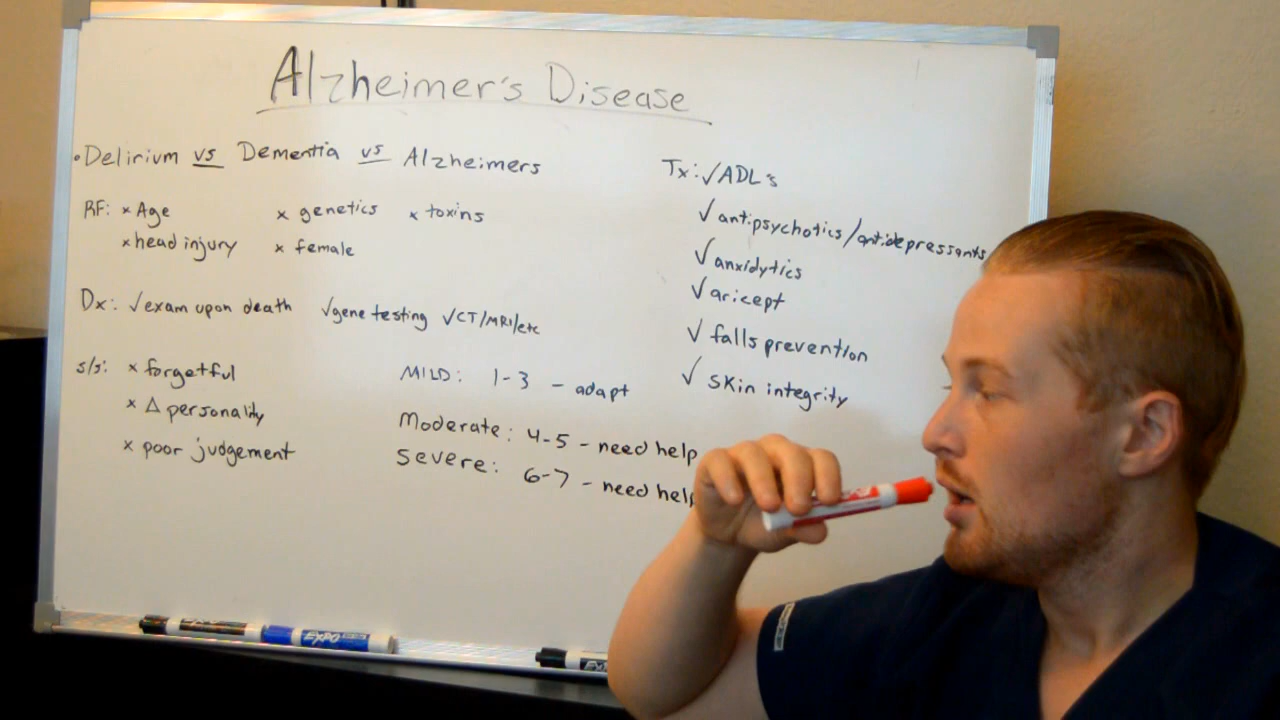 Alzheimer's Disease
• Delirium vs Dementia vs Alzheimers
RF: x Age x genetics x toxins
x head injury x female
Dx: √exam upon death √gene testing √CT/MRI/etc
s/s: x forgetful
x Δ personality
x poor judgement
MILD: 1-3 - adapt
Moderate: 4-5 - need help
Severe: 6-7 - need help
Tx: √ADL's
√antipsychotics/antidepressants
√anxidytics
√aricept
√ falls prevention
√ skin integrity
EXPO